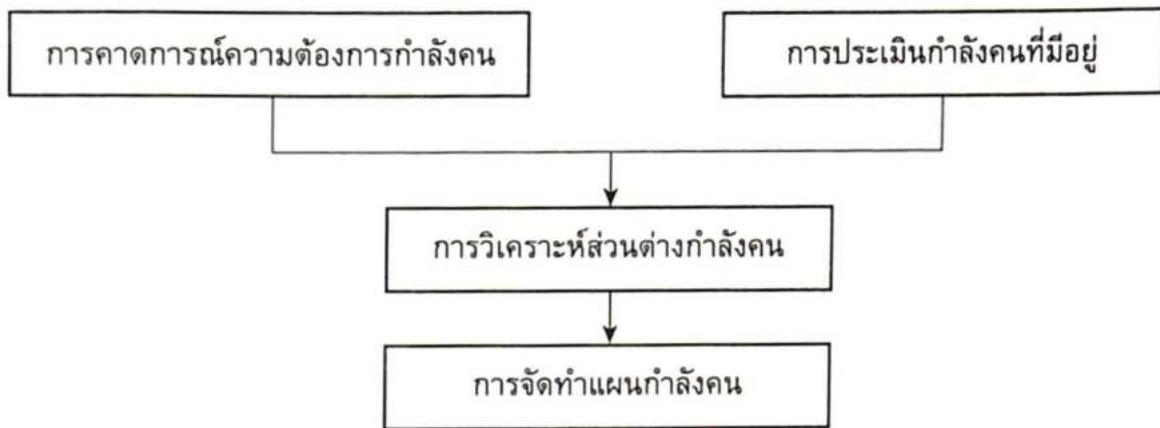 การคาดการณ์ความต้องการกำลังคน
การประเมินกำลังคนที่มีอยู่
การวิเคราะห์ส่วนต่างกำลังคน
การจัดทำแผนกำลังคน